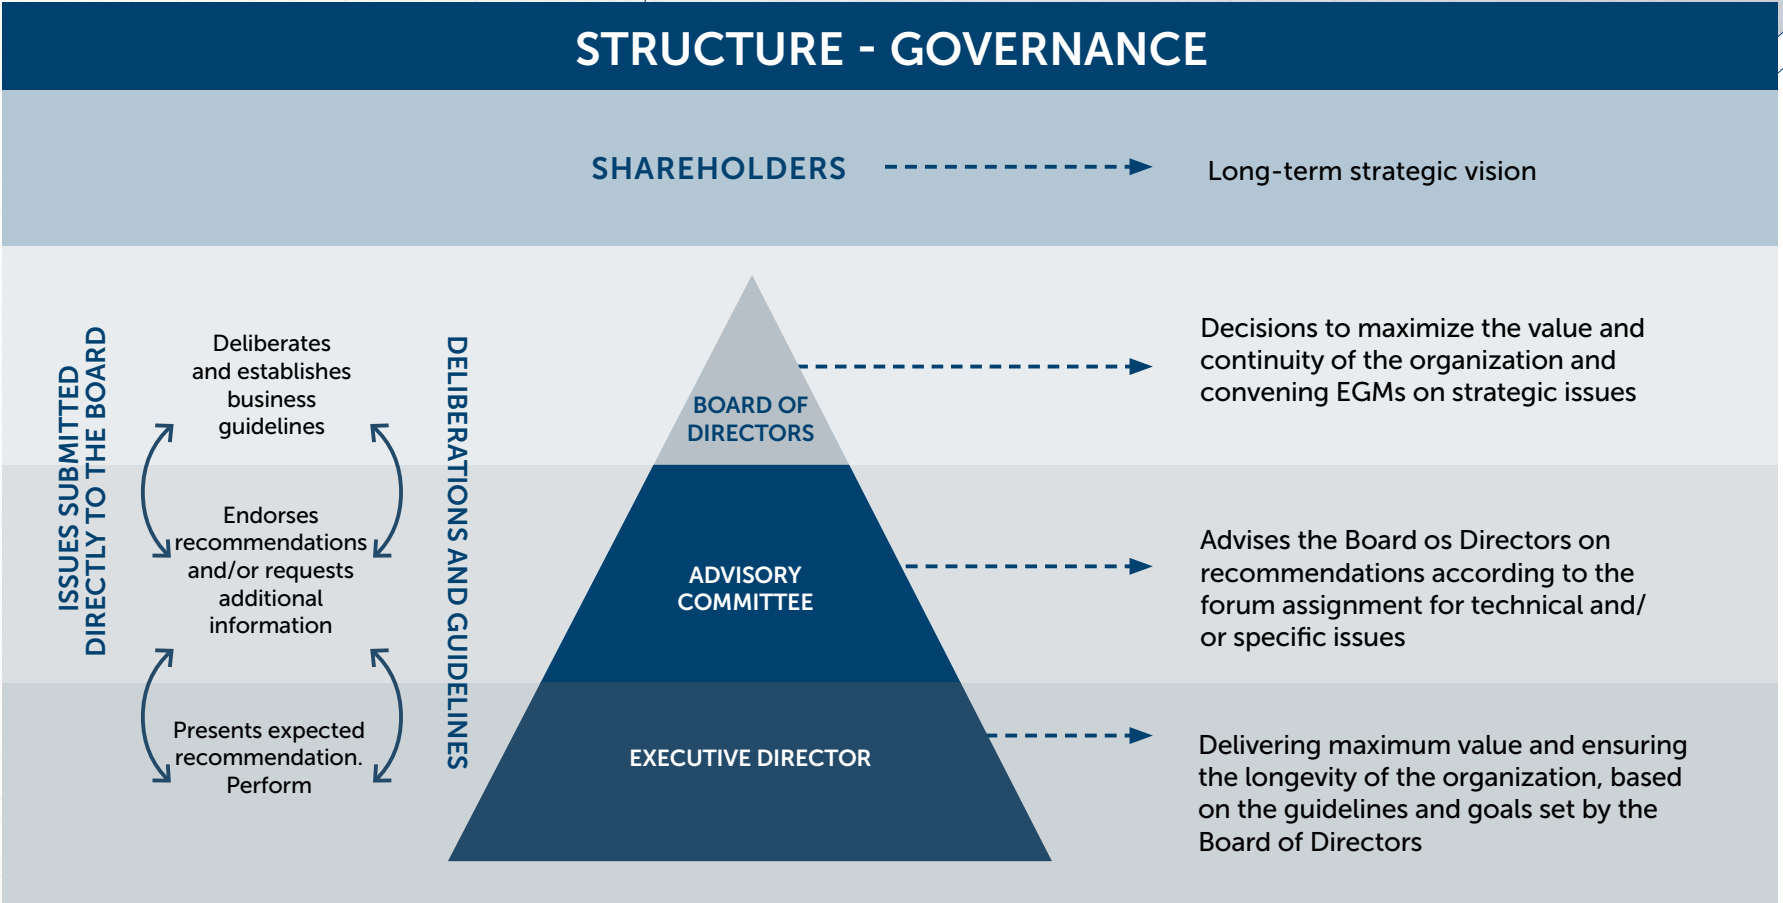 STRUCTURE - GOVERNANCE
SHAREHOLDERS
Long-term strategic vision
ISSUES SUBMITTED
DIRECTLY TO THE BOARD
Deliberates
and establishes
business
guidelines
Endorses
recommendations
and/or requests
additional
information
Presents expected
recommendation.
Perform
DELIBERATIONS AND GUIDELINES
BOARD OF
DIRECTORS
Decisions to maximize the value and
continuity of the organization and
convening EGMs on strategic issues
ADVISORY
COMMITTEE
Advises the Board os Directors on
recommendations according to the
forum assignment for technical and/
or specific issues
EXECUTIVE DIRECTOR
Delivering maximum value and ensuring
the longevity of the organization, based
on the guidelines and goals set by the
Board of Directors